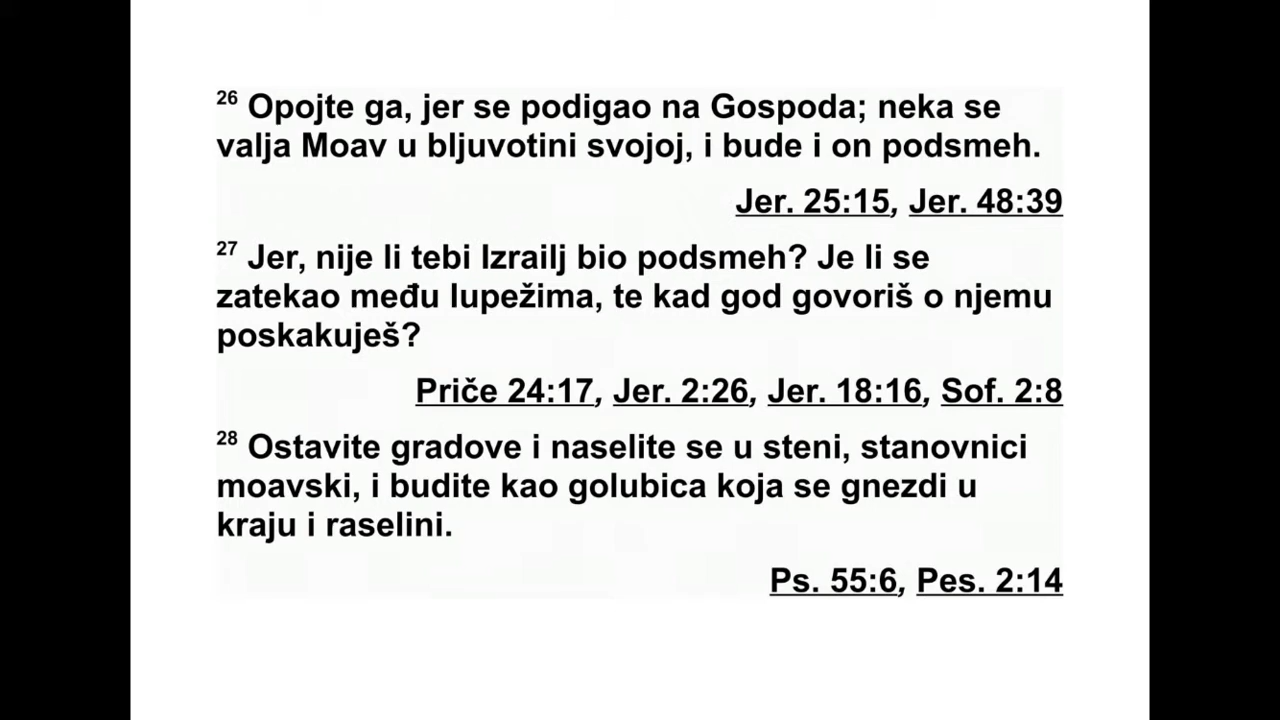 26 Opojte ga, jer se podigao na Gospoda; neka se
valja Moav u bljuvotini svojoj, i bude i on podsmeh.
Jer. 25:15, Jer. 48:39
27 Jer, nije li tebi Izrailj bio podsmeh? Je li se
zatekao među lupežima, te kad god govoriš o njemu
poskakuješ?
Priče 24:17, Jer. 2:26, Jer. 18:16, Sof. 2:8
28 Ostavite gradove i naselite se u steni, stanovnici
moavski, i budite kao golubica koja se gnezdi u
kraju i raselini.
Ps. 55:6, Pes. 2:14